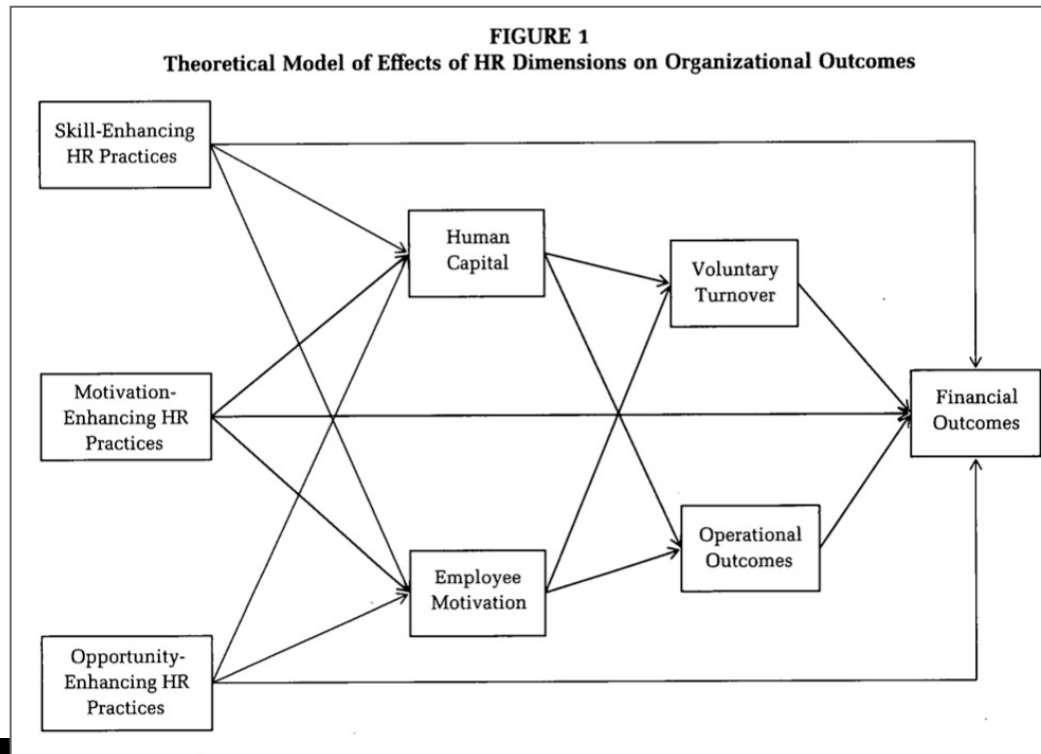 FIGURE 1
Theoretical Model of Effects of HR Dimensions on Organizational Outcomes
Skill-Enhancing
HR Practices
Human
Capital
Voluntary
Turnover
Motivation-
Enhancing HR
Practices
Financial
Outcomes
Operational
Outcomes
Employee
Motivation
Opportunity-
Enhancing HR
Practices